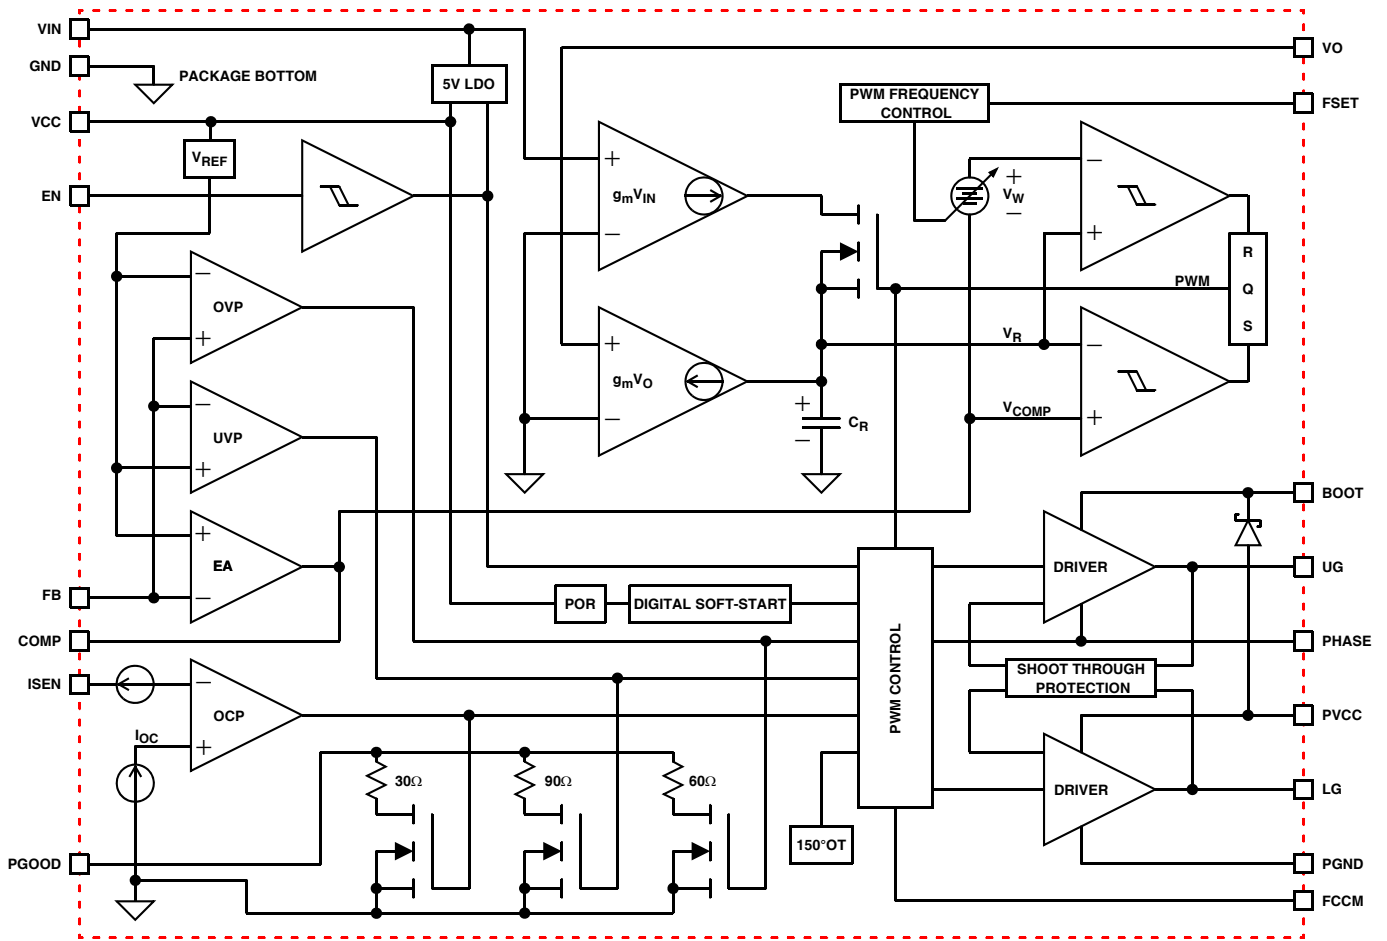 VIN
GND
PACKAGE BOTTOM
VCC
EN
FB
COMP
ISEN
PGOOD
5V LDO
VREF
OVP
UVP
EA
OCP
IOC
−
+
−
+
+
−
−
+
30Ω
90Ω
60Ω
gmVIN
+
−
gmVO
+
−
+
−
CR
PWM FREQUENCY
CONTROL
+
VW
−
−
+
−
+
R
Q
S
PWM
VR
VCOMP
POR
DIGITAL SOFT-START
PWM CONTROL
150°OT
DRIVER
SHOOT THROUGH
PROTECTION
DRIVER
VO
FSET
BOOT
UG
PHASE
PVCC
LG
PGND
FCCM